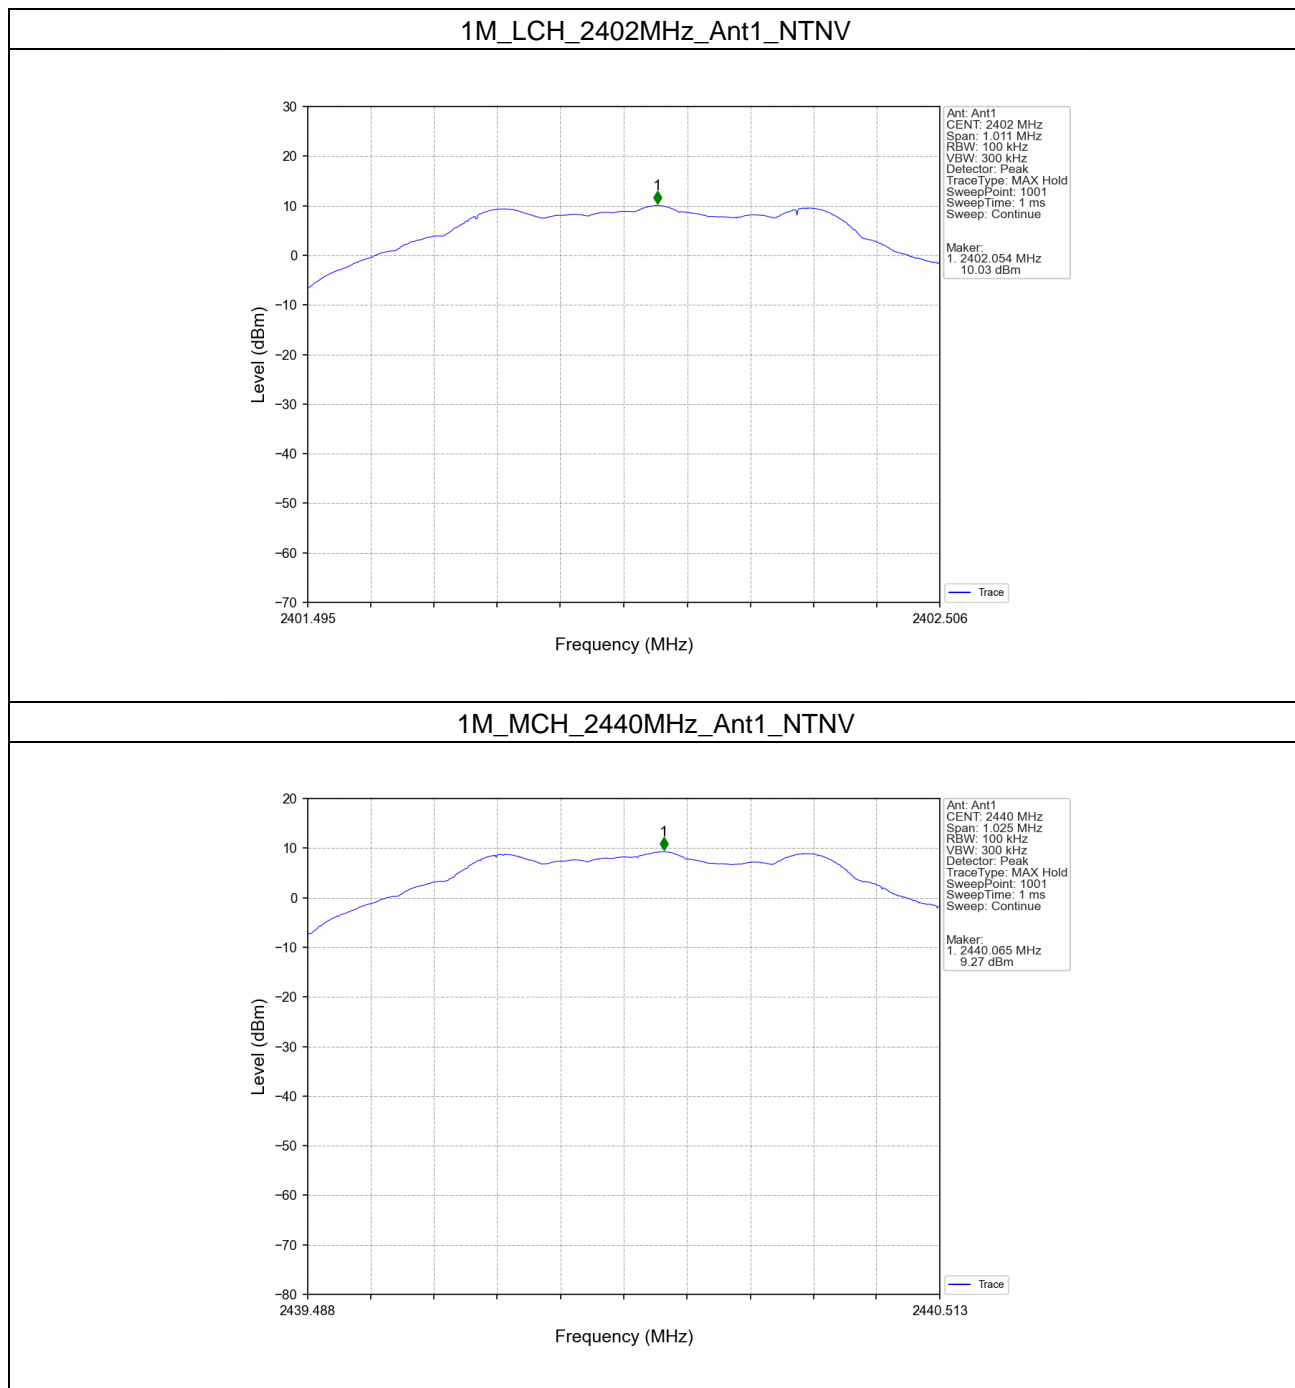 1M_LCH_2402MHz_Ant1_NTNV
30
20
10
0
−10
−20
−30
−40
−50
−60
−70
Level (dBm)
1
2401.495
2402.506
Frequency (MHz)
Ant: Ant1
CENT: 2402 MHz
Span: 1.011 MHz
RBW: 100 kHz
VBW: 300 kHz
Detector: Peak
TraceType: MAX Hold
SweepPoint: 1001
SweepTime: 1 ms
Sweep: Continue
Maker:
1. 2402.054 MHz
10.03 dBm
Trace
1M_MCH_2440MHz_Ant1_NTNV
20
10
0
−10
−20
−30
−40
−50
−60
−70
−80
Level (dBm)
1
2439.488
2440.513
Frequency (MHz)
Ant: Ant1
CENT: 2440 MHz
Span: 1.025 MHz
RBW: 100 kHz
VBW: 300 kHz
Detector: Peak
TraceType: MAX Hold
SweepPoint: 1001
SweepTime: 1 ms
Sweep: Continue
Maker:
1. 2440.065 MHz
9.27 dBm
Trace